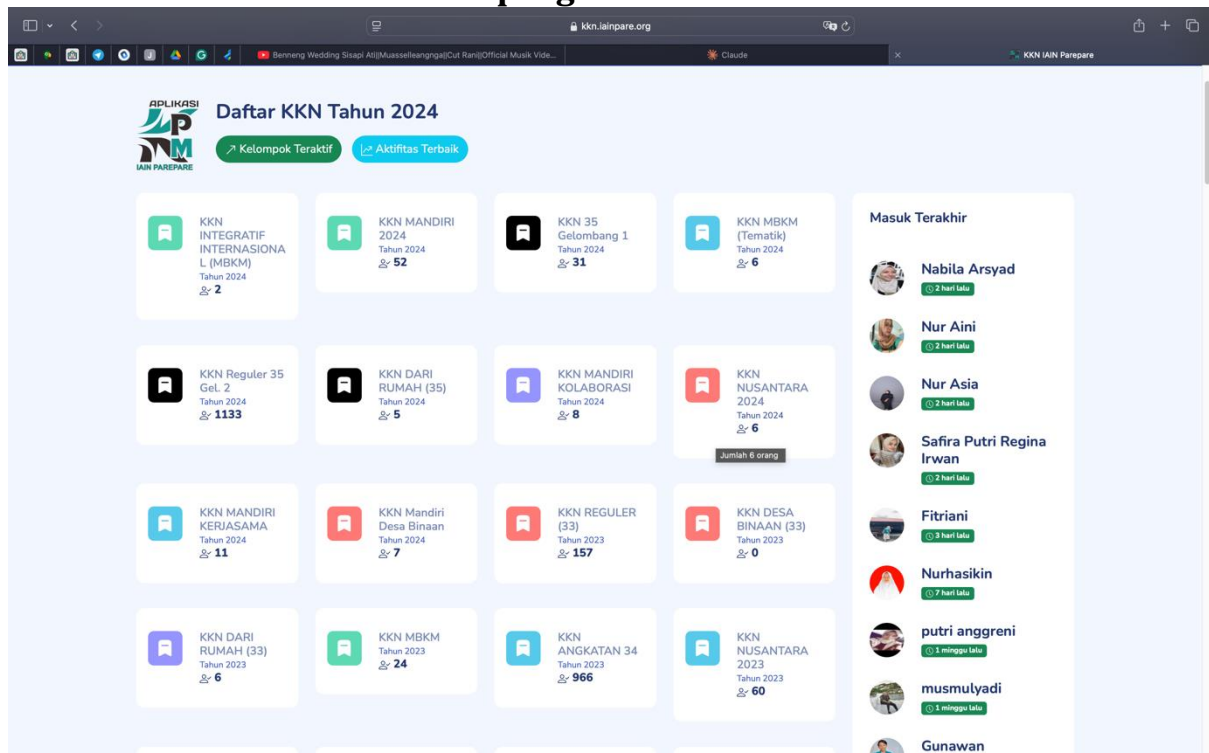 kkn.iainpare.org
Benneng Wedding Sisapi Ati||Muasselleangnga||Cut Rani||Official Musik Vide...
Claude
KKN IAIN Parepare
APLIKASI
LP
M
IAIN PAREPARE
Daftar KKN Tahun 2024
Kelompok Teraktif
Aktifitas Terbaik
KKN
INTEGRATIF
INTERNASIONA
L (MBKM)
Tahun 2024
2
KKN MANDIRI
2024
Tahun 2024
52
KKN 35
Gelombang 1
Tahun 2024
31
KKN MBKM
(Tematik)
Tahun 2024
6
KKN Reguler 35
Gel. 2
Tahun 2024
1133
KKN DARI
RUMAH (35)
Tahun 2024
5
KKN MANDIRI
KOLABORASI
Tahun 2024
8
KKN
NUSANTARA
2024
Tahun 2024
6
Jumlah 6 orang
KKN MANDIRI
KERJASAMA
Tahun 2024
11
KKN Mandiri
Desa Binaan
Tahun 2024
7
KKN REGULER
(33)
Tahun 2023
157
KKN DESA
BINAAN (33)
Tahun 2023
0
KKN DARI
RUMAH (33)
Tahun 2023
6
KKN MBKM
Tahun 2023
24
KKN
ANGKATAN 34
Tahun 2023
966
KKN
NUSANTARA
2023
Tahun 2023
60
Masuk Terakhir
Nabila Arsyad
2 hari lalu
Nur Aini
2 hari lalu
Nur Asia
2 hari lalu
Safira Putri Regina
Irwan
2 hari lalu
Fitriani
3 hari lalu
Nurhasikin
7 hari lalu
putri anggreni
1 minggu lalu
musmulyadi
1 minggu lalu
Gunawan